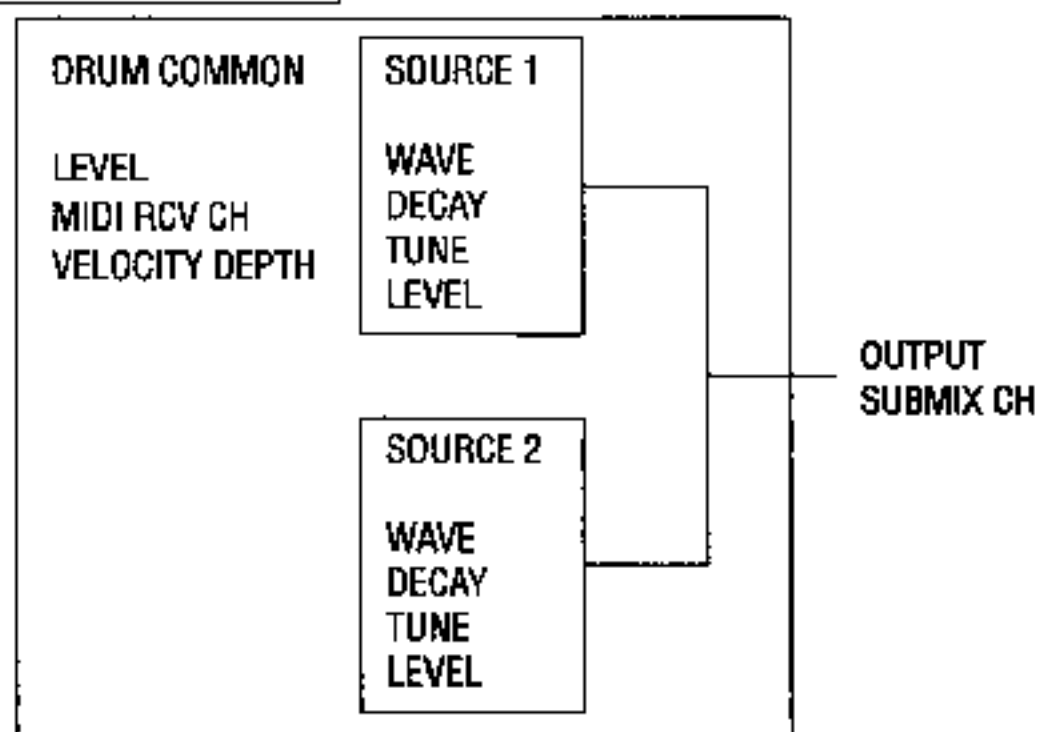 DRUM COMMON
LEVEL
MIDI RCV CH
VELOCITY DEPTH
SOURCE 1
WAVE
DECAY
TUNE
LEVEL
SOURCE 2
WAVE
DECAY
TUNE
LEVEL
OUTPUT
SUBMIX CH